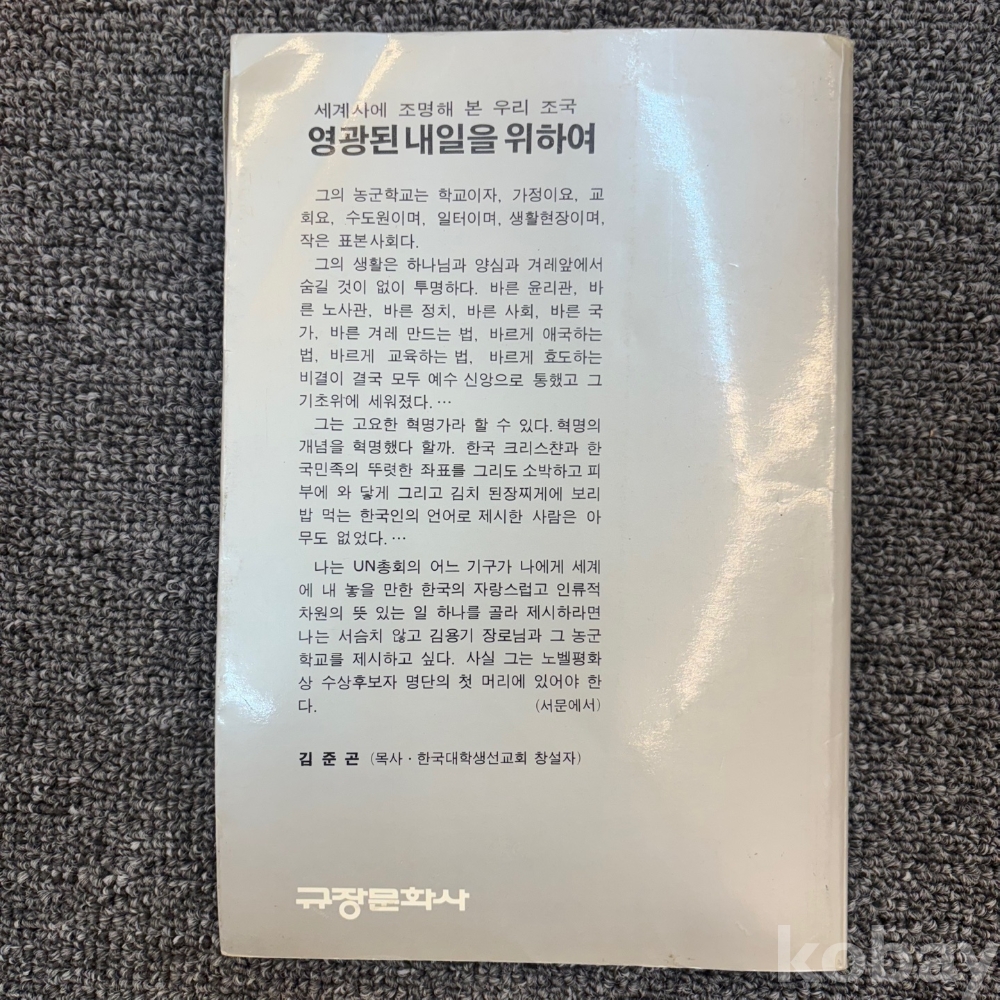 세계사에 조명해 본 우리 조국
영광된 내일을 위하여
그의 농군학교는 학교이자, 가정이요, 교
회요, 수도원이며, 일터이며, 생활현장이며,
작은 표본사회다.
그의 생활은 하나님과 양심과 겨레앞에서
숨길 것이 없이 투명하다. 바른 윤리관, 바
른 노사관, 바른 정치, 바른 사회, 바른 국
가, 바른 겨레 만드는 법, 바르게 애국하는
법, 바르게 교육하는 법, 바르게 효도하는
비결이 결국 모두 예수 신앙으로 통했고 그
기초위에 세워졌다. …
그는 고요한 혁명가라 할 수 있다. 혁명의
개념을 혁명했다 할까. 한국 크리스챤과 한
국민족의 뚜렷한 좌표를 그리도 소박하고 피
부에 와 닿게 그리고 김치 된장찌게에 보리
밥 먹는 한국인의 언어로 제시한 사람은 아
무도 없었다. …
나는 UN총회의 어느 기구가 나에게 세계
에 내 놓을 만한 한국의 자랑스럽고 인류적
차원의 뜻 있는 일 하나를 골라 제시하라면
나는 서슴치 않고 김용기 장로님과 그 농군
학교를 제시하고 싶다. 사실 그는 노벨평화
상 수상후보자 명단의 첫 머리에 있어야 한
다. (서문에서)
김 준 곤 (목사 · 한국대학생선교회 창설자)
규장문화사
kobay